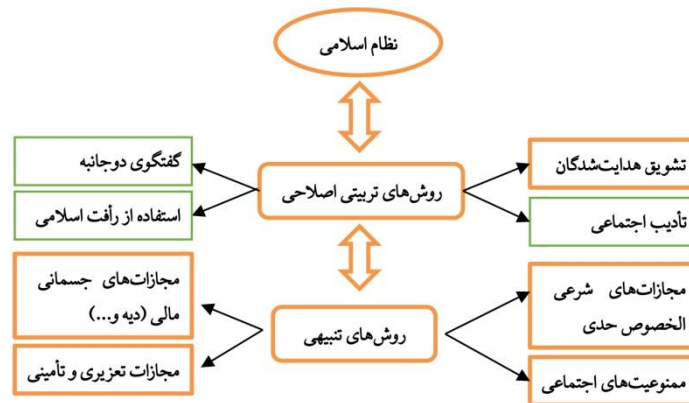 نظام اسلامی
تشویق هدایت‌شدگان
گفتگوی دوجانبه
روش‌های تربیتی اصلاحی
تأدیب اجتماعی
استفاده از رأفت اسلامی
مجازات‌های شرعی
الخصوص حدی
مجازات‌های جسمانی
مالی (دیه و...)
روش‌های تنبیهی
ممنوعیت‌های اجتماعی
مجازات تعزیری و تأمینی